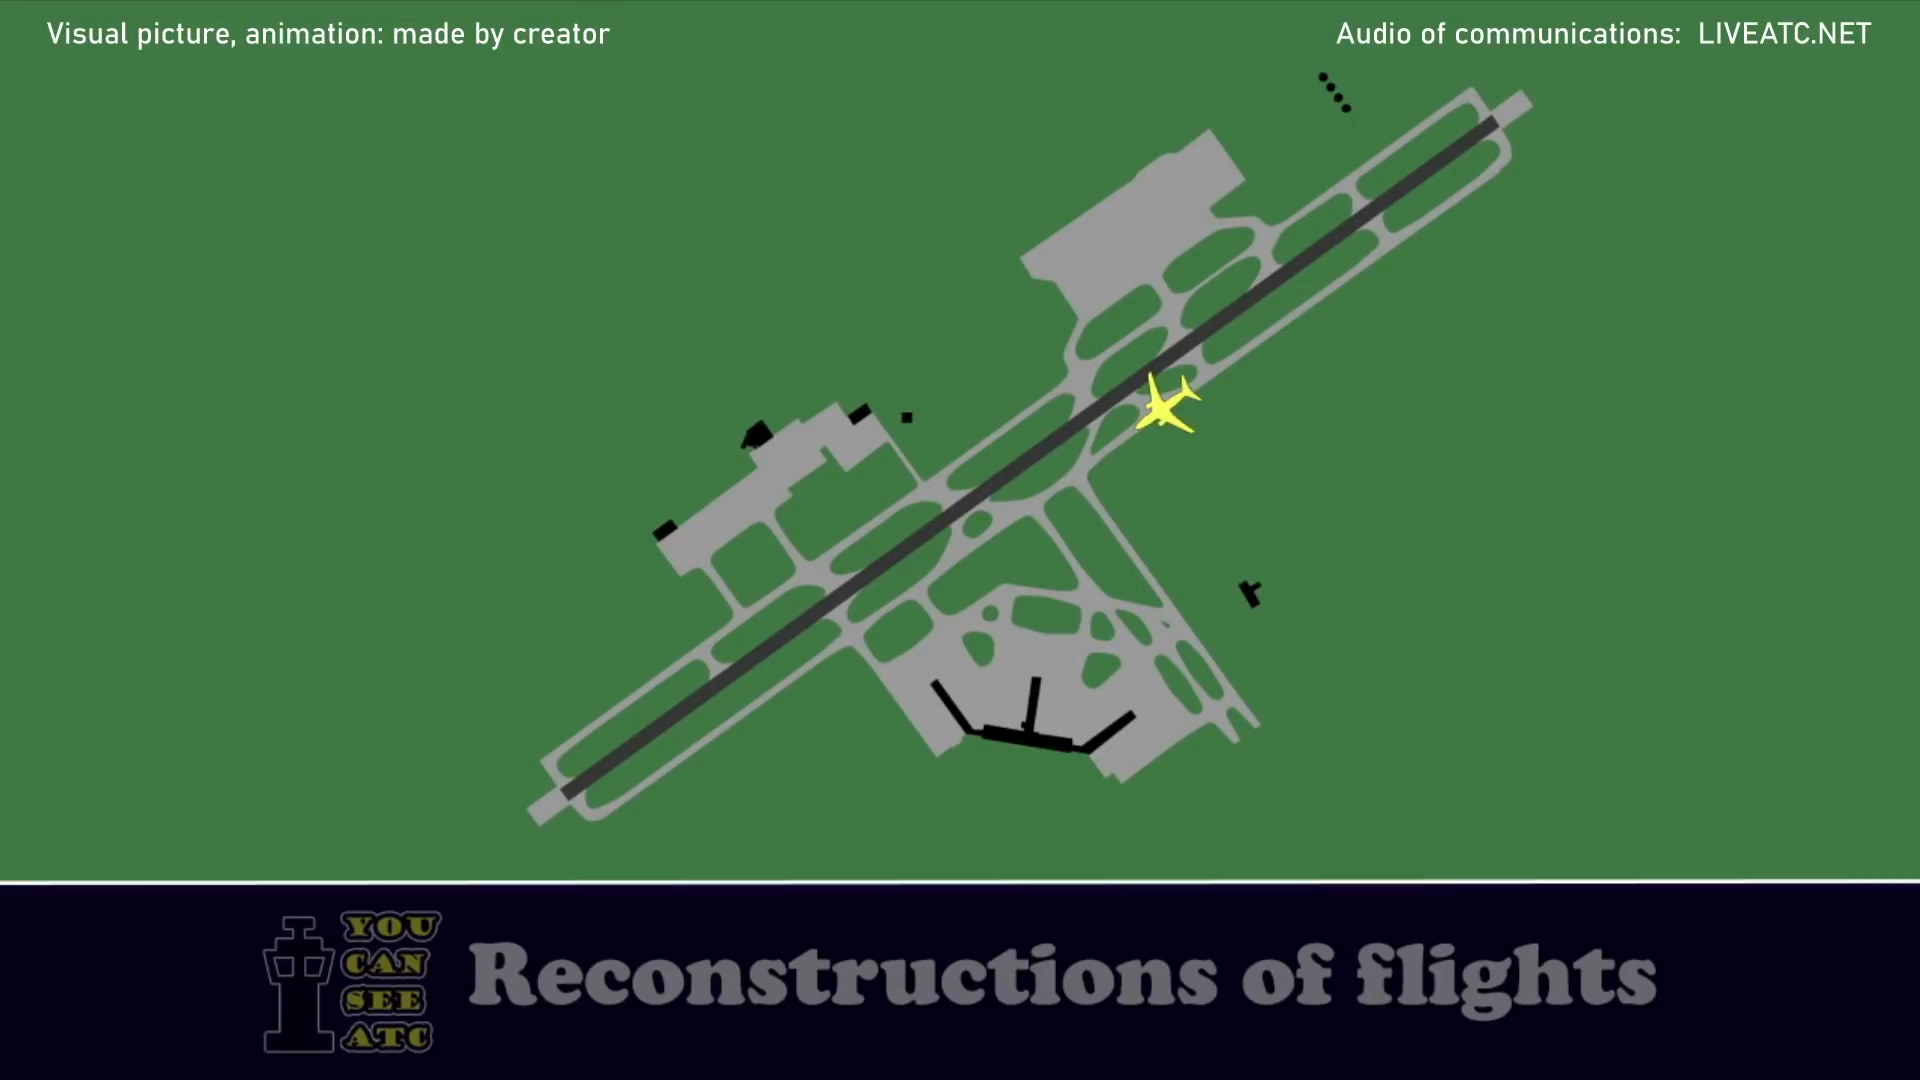 Visual picture, animation: made by creator
Audio of communications: LIVEATC.NET
YOU
CAN
SEE
ATC
Reconstructions of flights